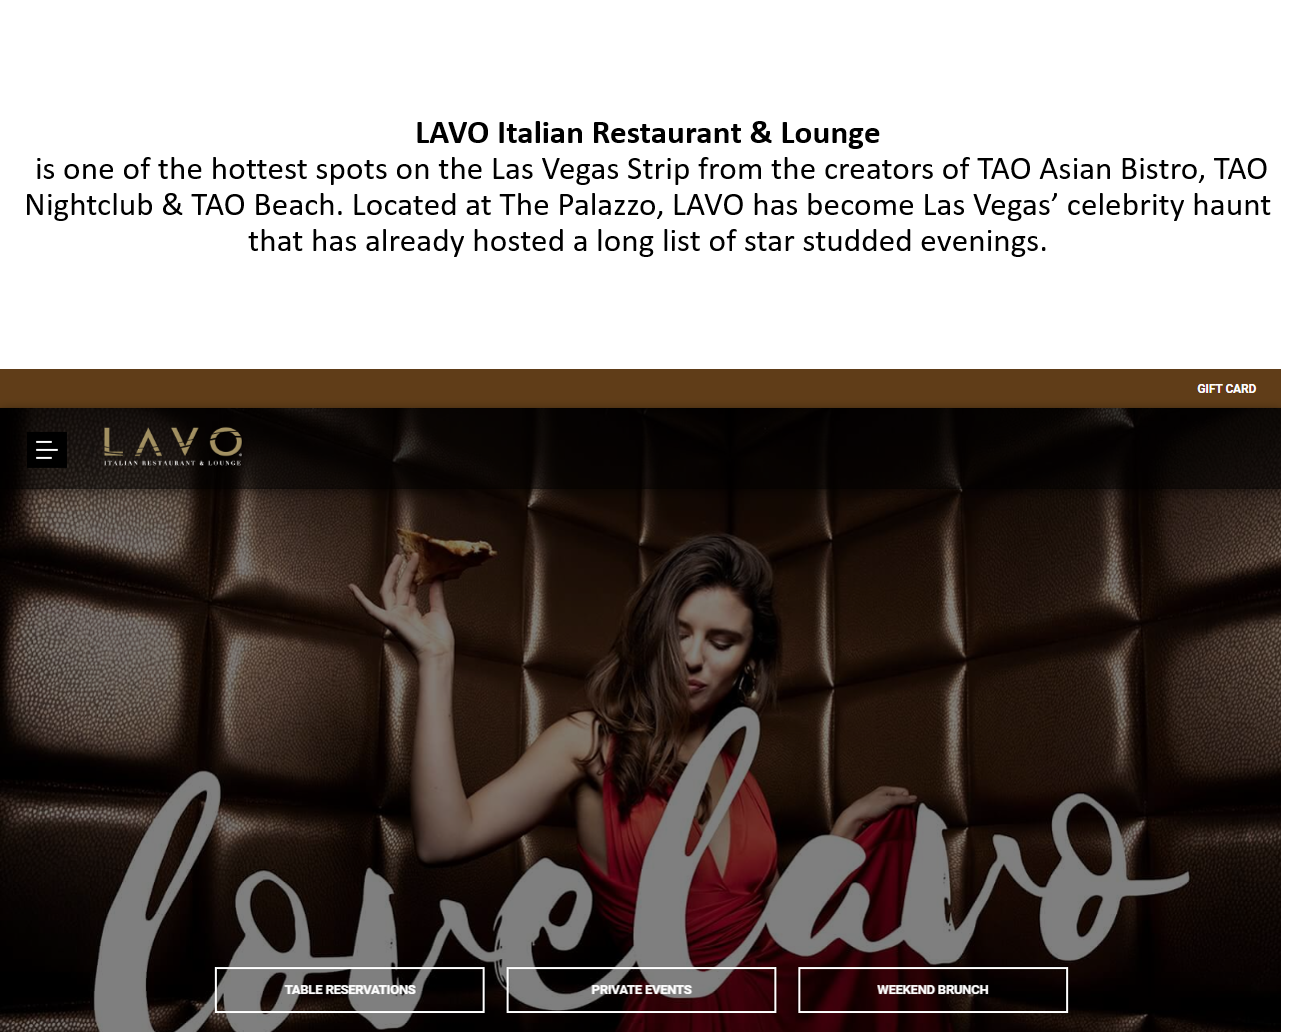 LAVO Italian Restaurant & Lounge
is one of the hottest spots on the Las Vegas Strip from the creators of TAO Asian Bistro, TAO
Nightclub & TAO Beach. Located at The Palazzo, LAVO has become Las Vegas’ celebrity haunt
that has already hosted a long list of star studded evenings.
GIFT CARD
LAVO
ITALIAN RESTAURANT & LOUNGE
lovelavo
TABLE RESERVATIONS
PRIVATE EVENTS
WEEKEND BRUNCH